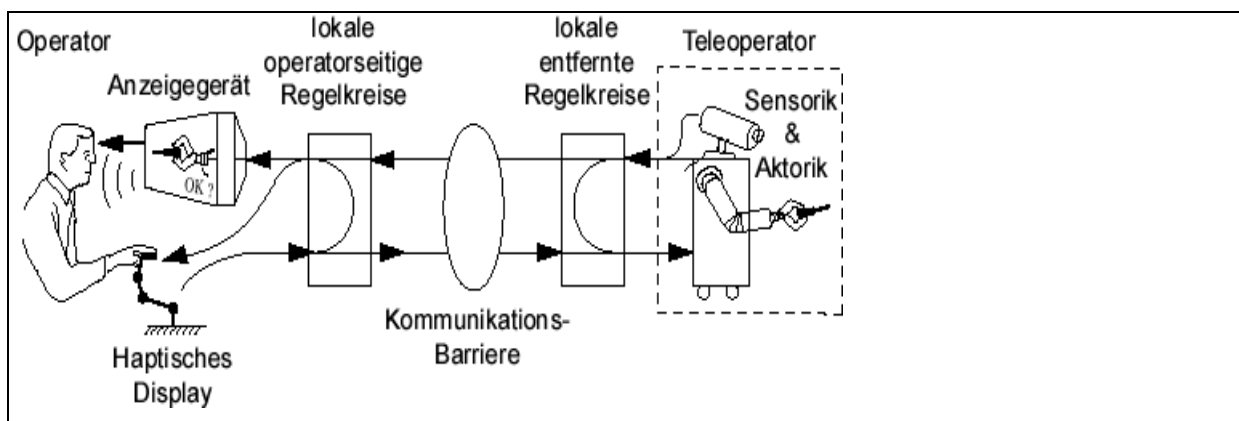 Operator
Anzeigegerät
OK ?
Haptisches
Display
lokale
operatorseitige
Regelkreise
Kommunikations-
Barriere
lokale
entfernte
Regelkreise
Teleoperator
Sensorik
&
Aktorik